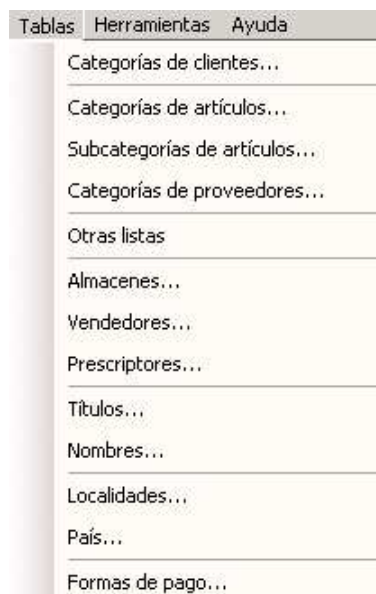 Tablas Herramientas Ayuda
Categorías de clientes...
Categorías de artículos...
Subcategorías de artículos...
Categorías de proveedores...
Otras listas
Almacenes...
Vendedores...
Prescriptores...
Títulos...
Nombres...
Localidades...
País...
Formas de pago...